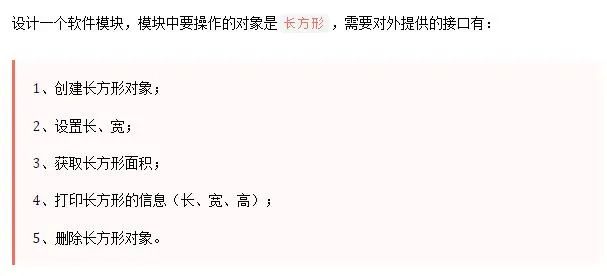 设计一个软件模块，模块中要操作的对象是 长方形 ，需要对外提供的接口有：
1、创建长方形对象；
2、设置长、宽；
3、获取长方形面积；
4、打印长方形的信息（长、宽、高）；
5、删除长方形对象。